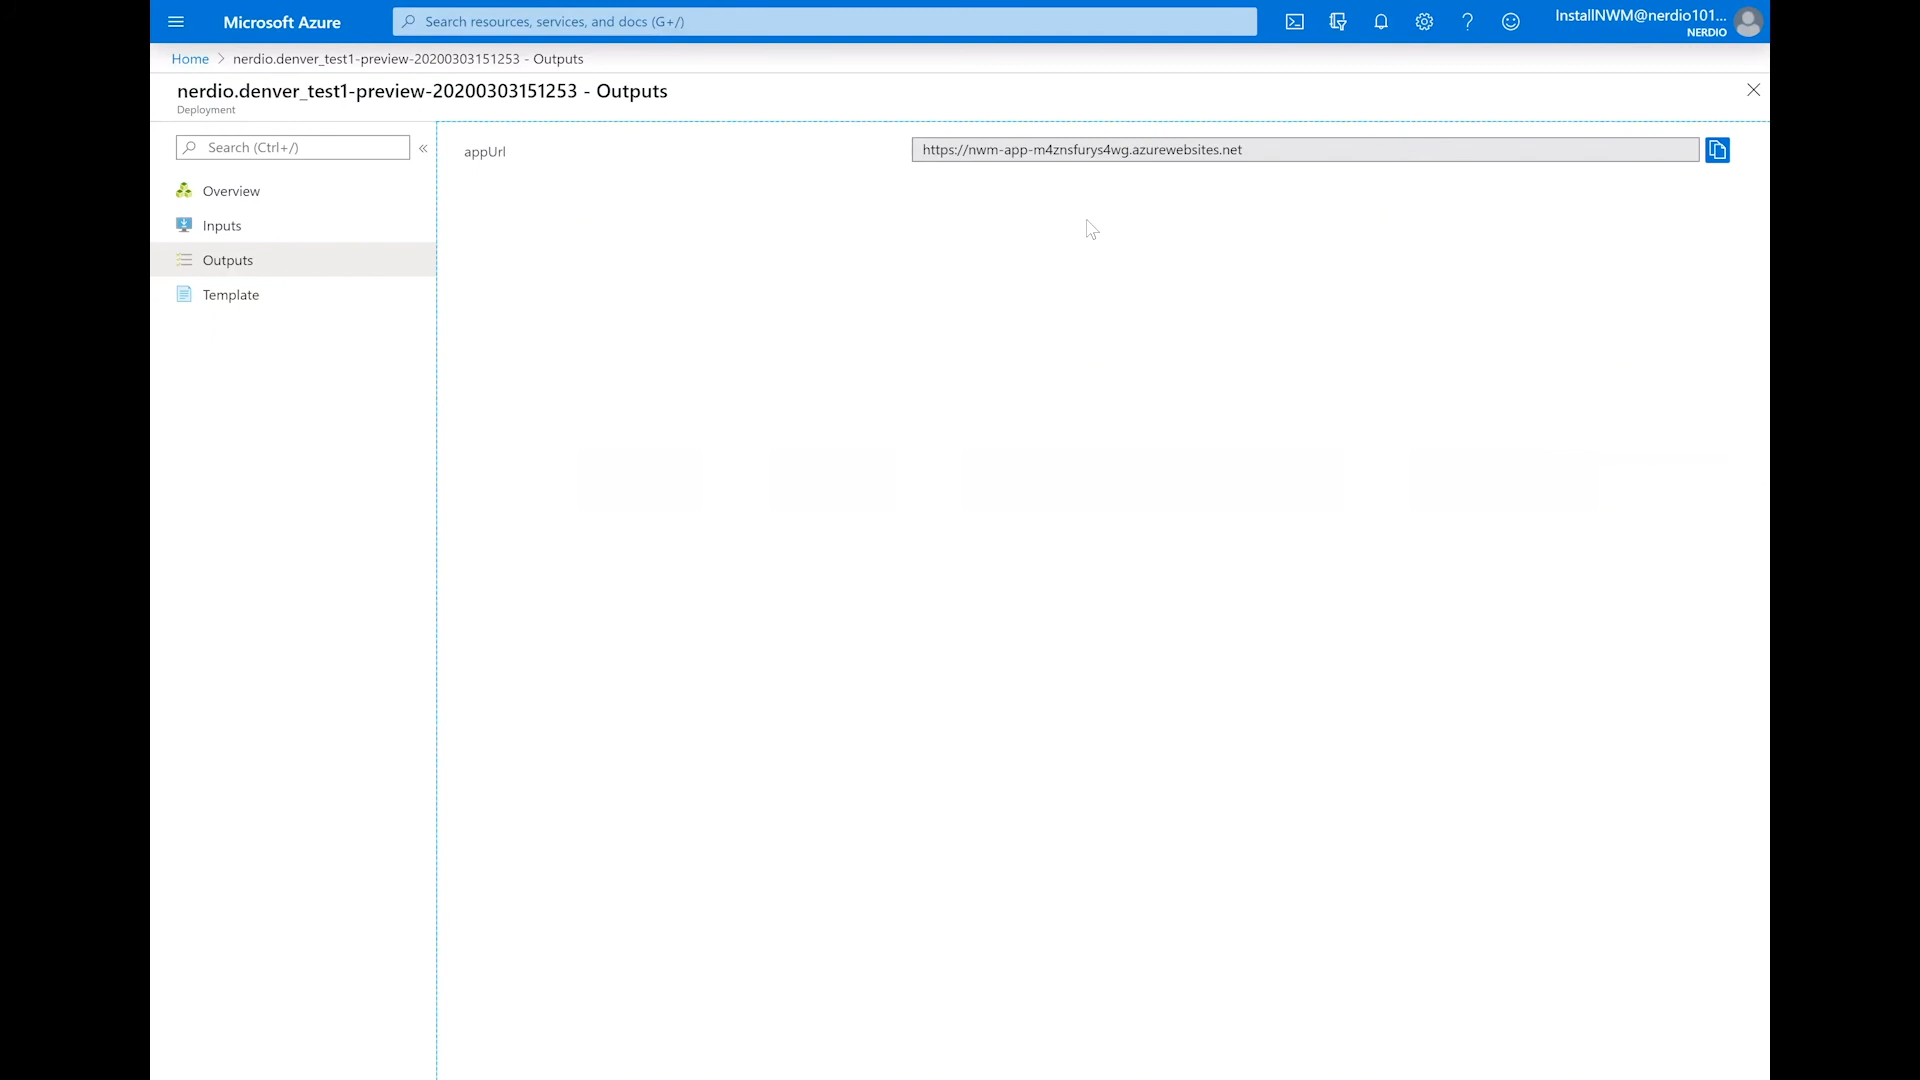 Microsoft Azure
Search resources, services, and docs (G+/)
InstallNWM@nerdio101...
NERDIO
Home > nerdio.denver_test1-preview-20200303151253 - Outputs
nerdio.denver_test1-preview-20200303151253 - Outputs
Deployment
Search (Ctrl+/)
«
Overview
Inputs
Outputs
Template
appUrl
https://nwm-app-m4znsfurys4wg.azurewebsites.net